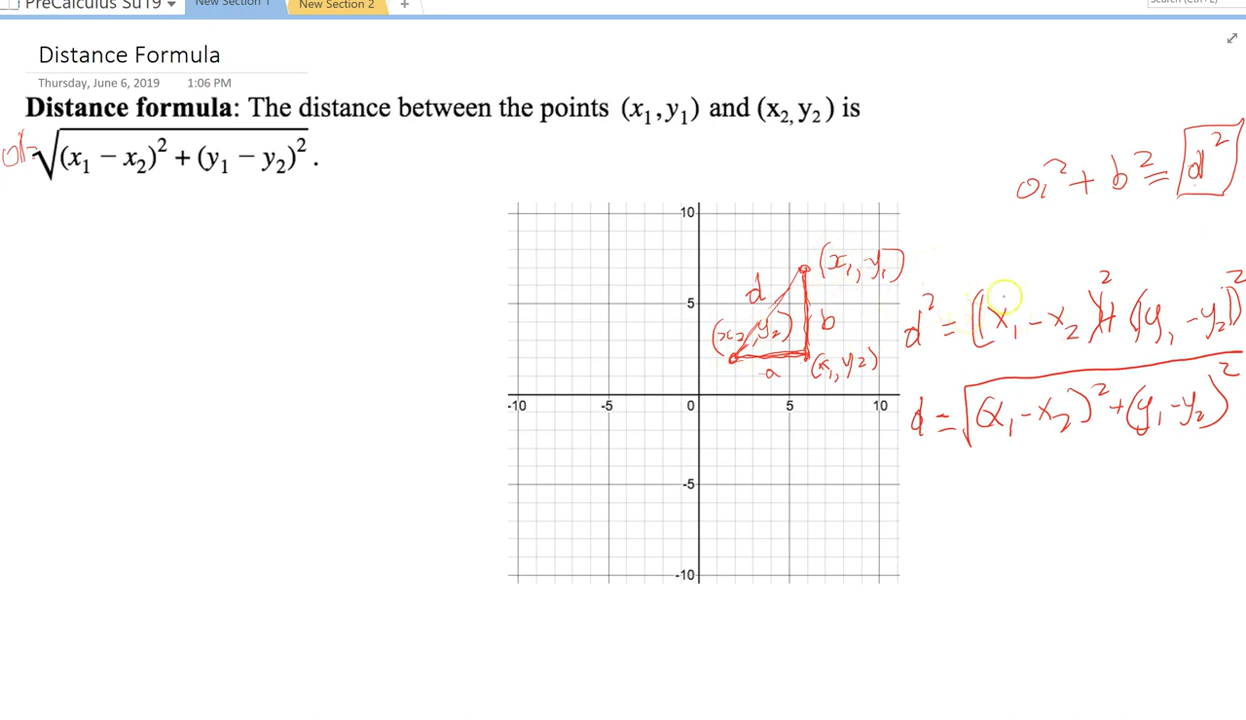 PreCalculus Su19
New Section 1
New Section 2
+
Search (Ctrl+E)
Distance Formula
Thursday, June 6, 2019 1:06 PM
Distance formula: The distance between the points (x₁, y₁) and (x₂, y₂) is
d = √((x₁ − x₂)² + (y₁ − y₂)²).
a² + b² = d²
10
(x₁, y₁)
d
5
(x₂, y₂)
b
a
(x₁, y₂)
d² = (x₁ − x₂)² + (y₁ − y₂)²
-10 -5 0 5 10
d = √((x₁ − x₂)² + (y₁ − y₂)²)
-5
-10